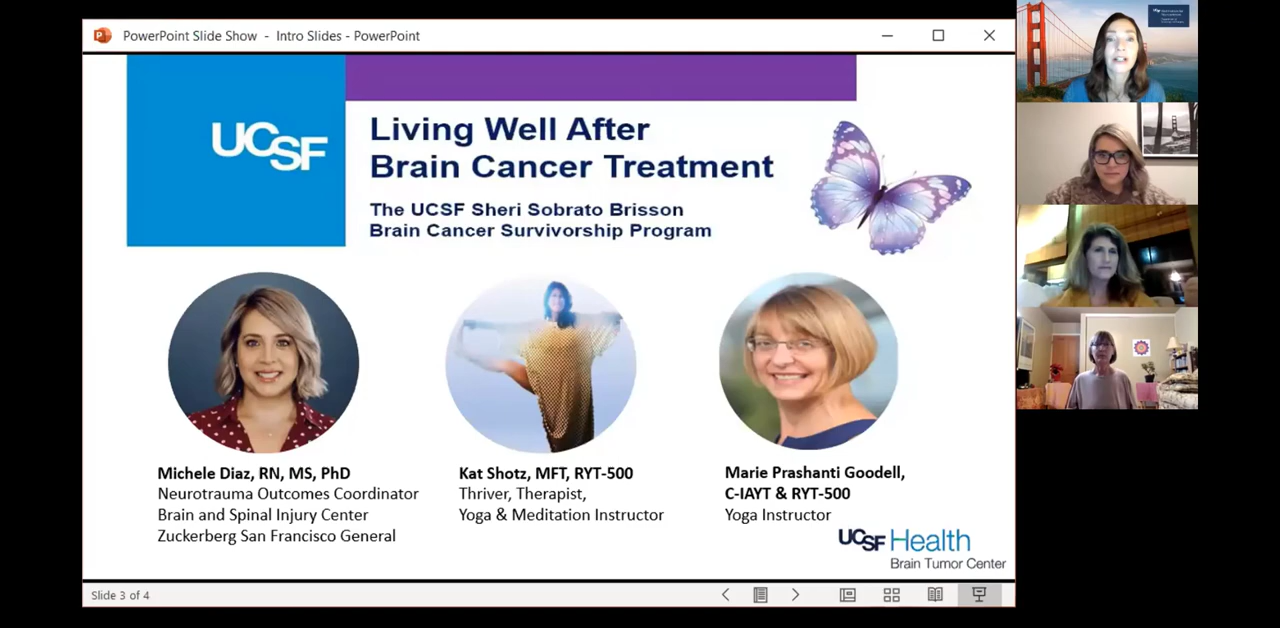 PowerPoint Slide Show - Intro Slides - PowerPoint
UCSF
Living Well After
Brain Cancer Treatment
The UCSF Sheri Sobrato Brisson
Brain Cancer Survivorship Program
Michele Diaz, RN, MS, PhD
Neurotrauma Outcomes Coordinator
Brain and Spinal Injury Center
Zuckerberg San Francisco General
Kat Shotz, MFT, RYT-500
Thriver, Therapist,
Yoga & Meditation Instructor
Marie Prashanti Goodell,
C-IAYT & RYT-500
Yoga Instructor
UCSF Health
Brain Tumor Center
Slide 3 of 4